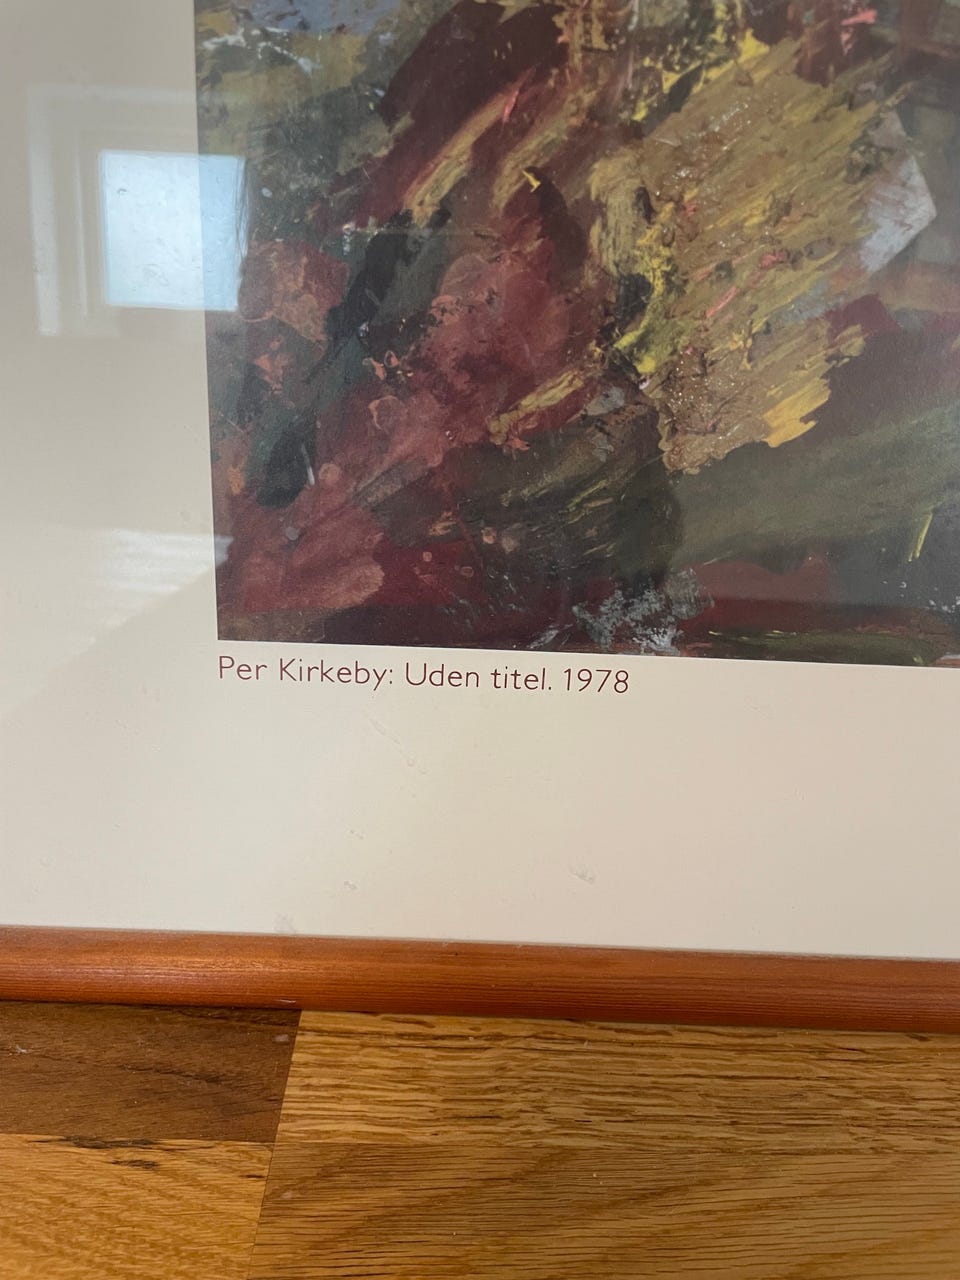 Per Kirkeby: Uden titel. 1978